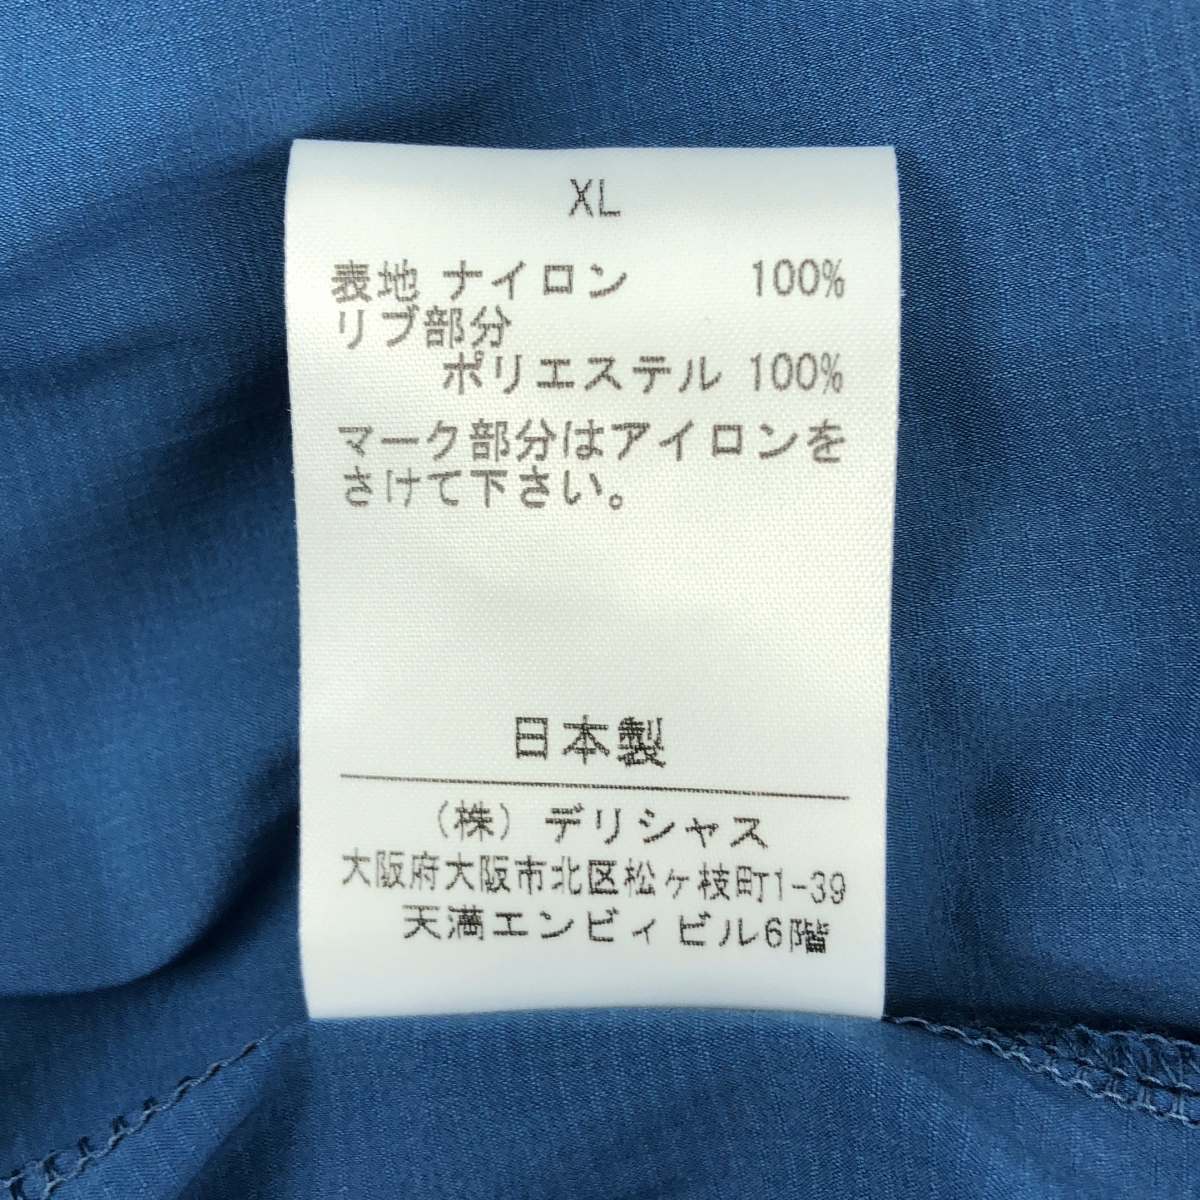 XL
表地 ナイロン 100%
リブ部分
ポリエステル 100%
マーク部分はアイロンを
さけて下さい。
日本製
(株) デリシャス
大阪府大阪市北区松ヶ枝町1-39
天満エンビィビル6階